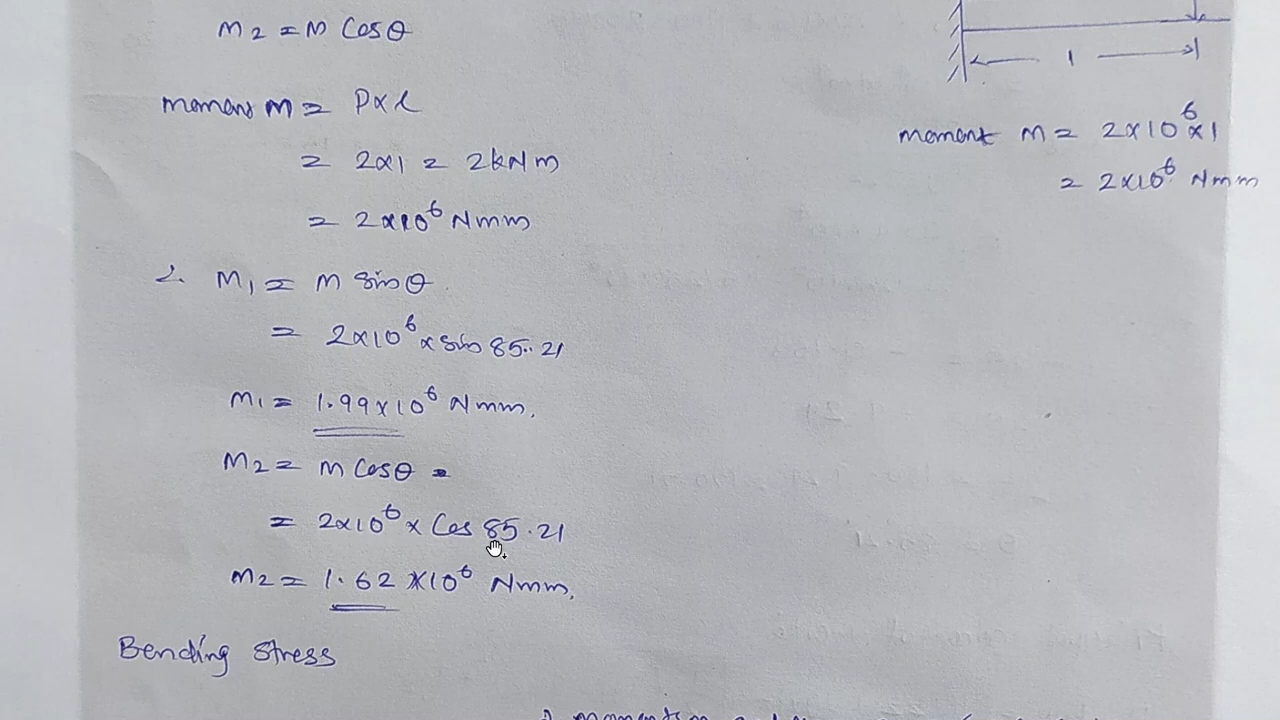 M2 = M Cosθ
moment M = P×l
= 2×1 = 2kNm
= 2×10⁶ Nmm
∴ M1 = M Sinθ
= 2×10⁶ × Sin 85.21
M1 = 1.99×10⁶ Nmm.
M2 = M Cosθ =
= 2×10⁶ × Cos 85.21
M2 = 1.62 ×10⁶ Nmm.
Bending Stress
1
moment M = 2×10⁶×1
= 2×10⁶ Nmm